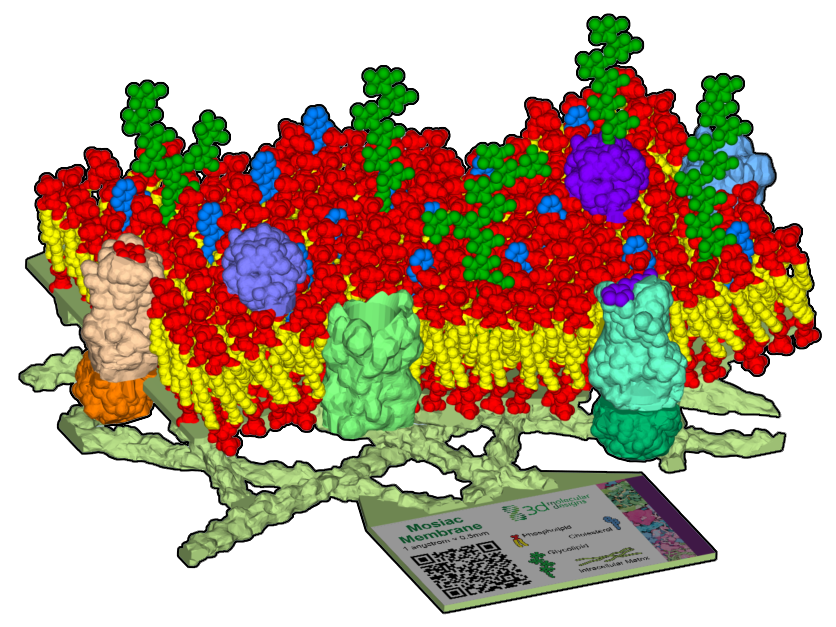 Mosiac
Membrane
1 angstrom = 0.5mm
3d molecular
designs
Phospholipid
Cholesterol
Glycolipid
Intracellular Matrix